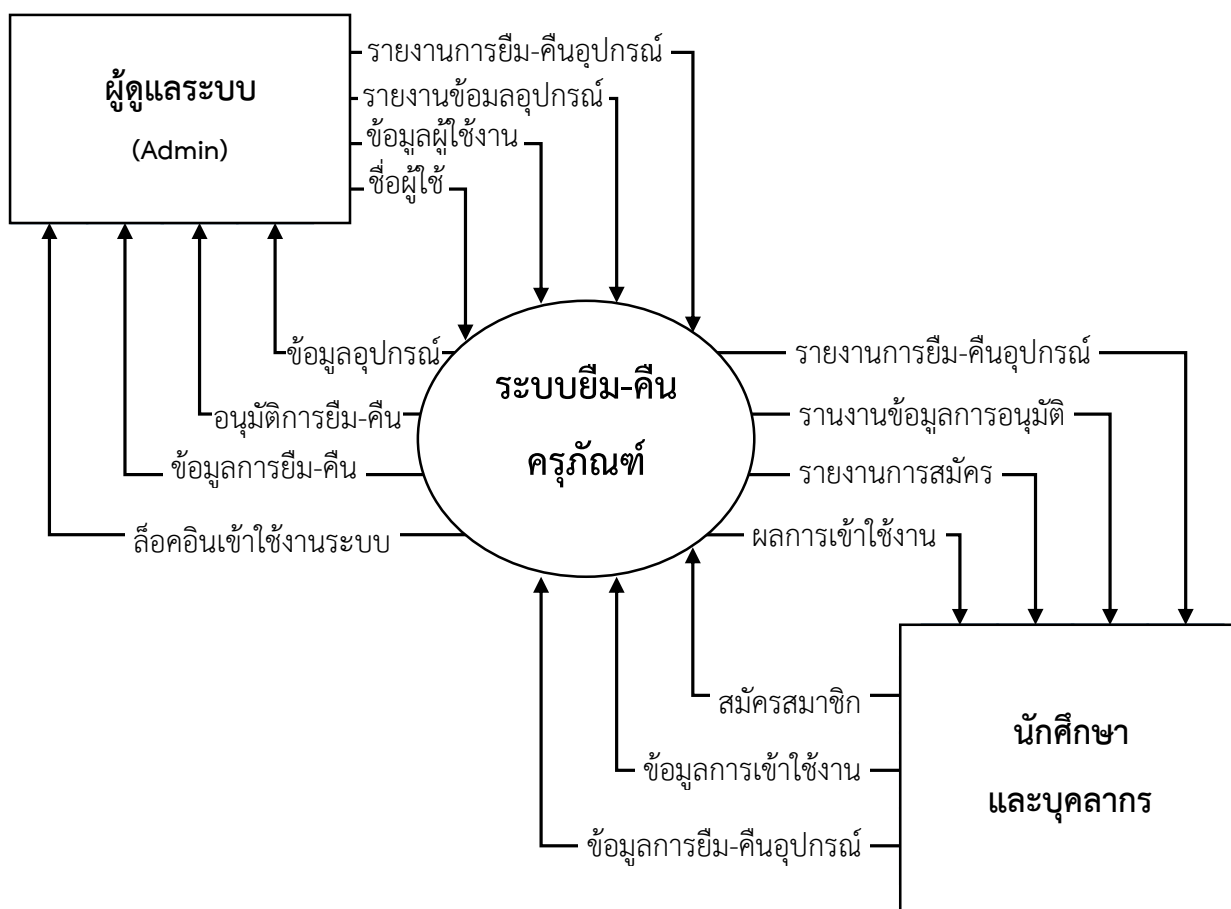 ผู้ดูแลระบบ
(Admin)
รายงานการยืม-คืนอุปกรณ์
รายงานข้อมลอุปกรณ์
ข้อมูลผู้ใช้งาน
ชื่อผู้ใช้
ข้อมูลอุปกรณ์
อนุมัติการยืม-คืน
ข้อมูลการยืม-คืน
ล็อคอินเข้าใช้งานระบบ
ระบบยืม-คืน
ครุภัณฑ์
รายงานการยืม-คืนอุปกรณ์
รานงานข้อมูลการอนุมัติ
รายงานการสมัคร
ผลการเข้าใช้งาน
สมัครสมาชิก
ข้อมูลการเข้าใช้งาน
ข้อมูลการยืม-คืนอุปกรณ์
นักศึกษา
และบุคลากร